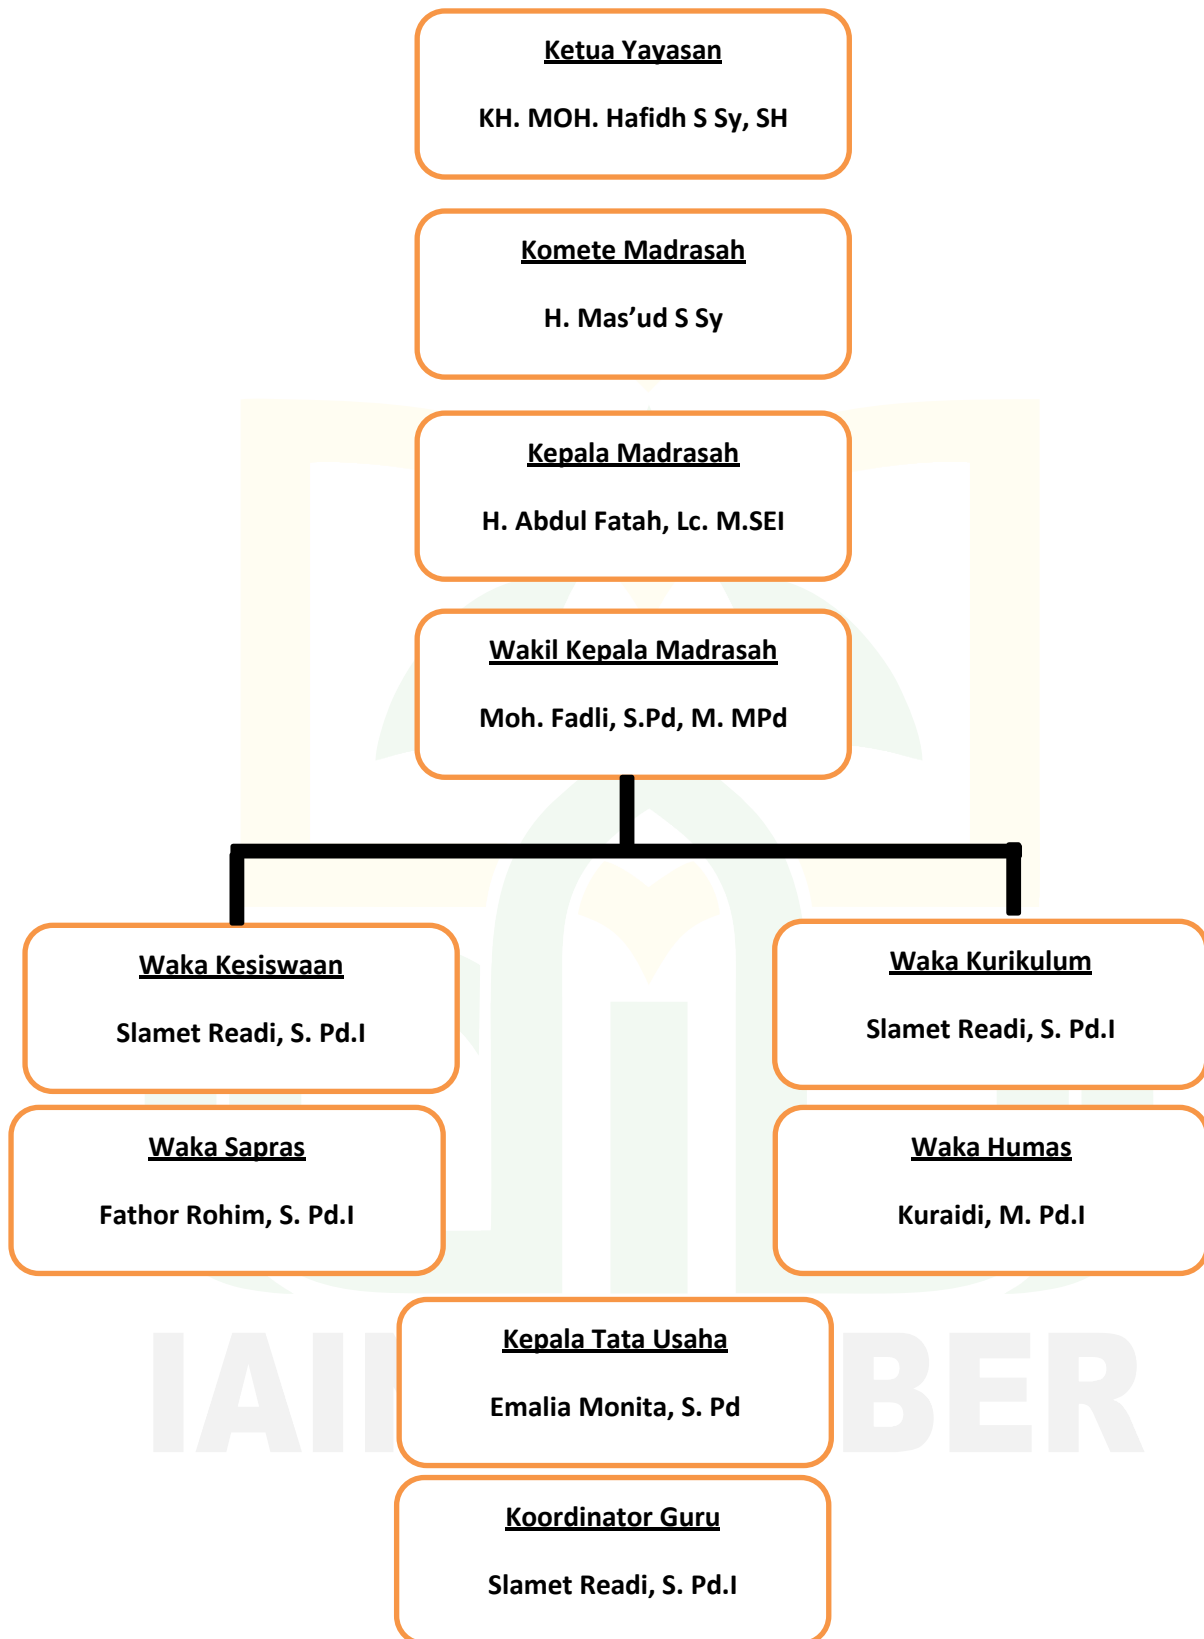 Ketua Yayasan
KH. MOH. Hafidh S Sy, SH
Komete Madrasah
H. Mas’ud S Sy
Kepala Madrasah
H. Abdul Fatah, Lc. M.SEI
Wakil Kepala Madrasah
Moh. Fadli, S.Pd, M. MPd
Waka Kesiswaan
Slamet Readi, S. Pd.I
Waka Kurikulum
Slamet Readi, S. Pd.I
Waka Sapras
Fathor Rohim, S. Pd.I
Waka Humas
Kuraidi, M. Pd.I
Kepala Tata Usaha
Emalia Monita, S. Pd
Koordinator Guru
Slamet Readi, S. Pd.I